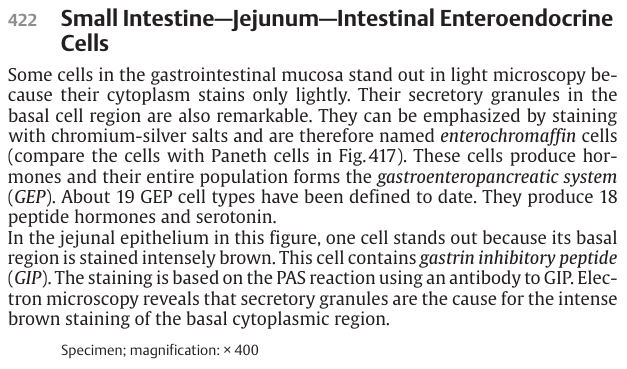 422 Small Intestine—Jejunum—Intestinal Enteroendocrine
Cells
Some cells in the gastrointestinal mucosa stand out in light microscopy be-
cause their cytoplasm stains only lightly. Their secretory granules in the
basal cell region are also remarkable. They can be emphasized by staining
with chromium-silver salts and are therefore named enterochromaffin cells
(compare the cells with Paneth cells in Fig. 417). These cells produce hor-
mones and their entire population forms the gastroenteropancreatic system
(GEP). About 19 GEP cell types have been defined to date. They produce 18
peptide hormones and serotonin.
In the jejunal epithelium in this figure, one cell stands out because its basal
region is stained intensely brown. This cell contains gastrin inhibitory peptide
(GIP). The staining is based on the PAS reaction using an antibody to GIP. Elec-
tron microscopy reveals that secretory granules are the cause for the intense
brown staining of the basal cytoplasmic region.
Specimen; magnification: × 400